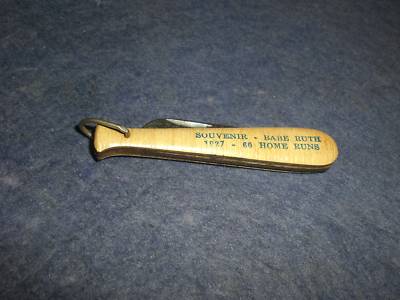 SOUVENIR - BABE RUTH
1927 - 60 HOME RUNS